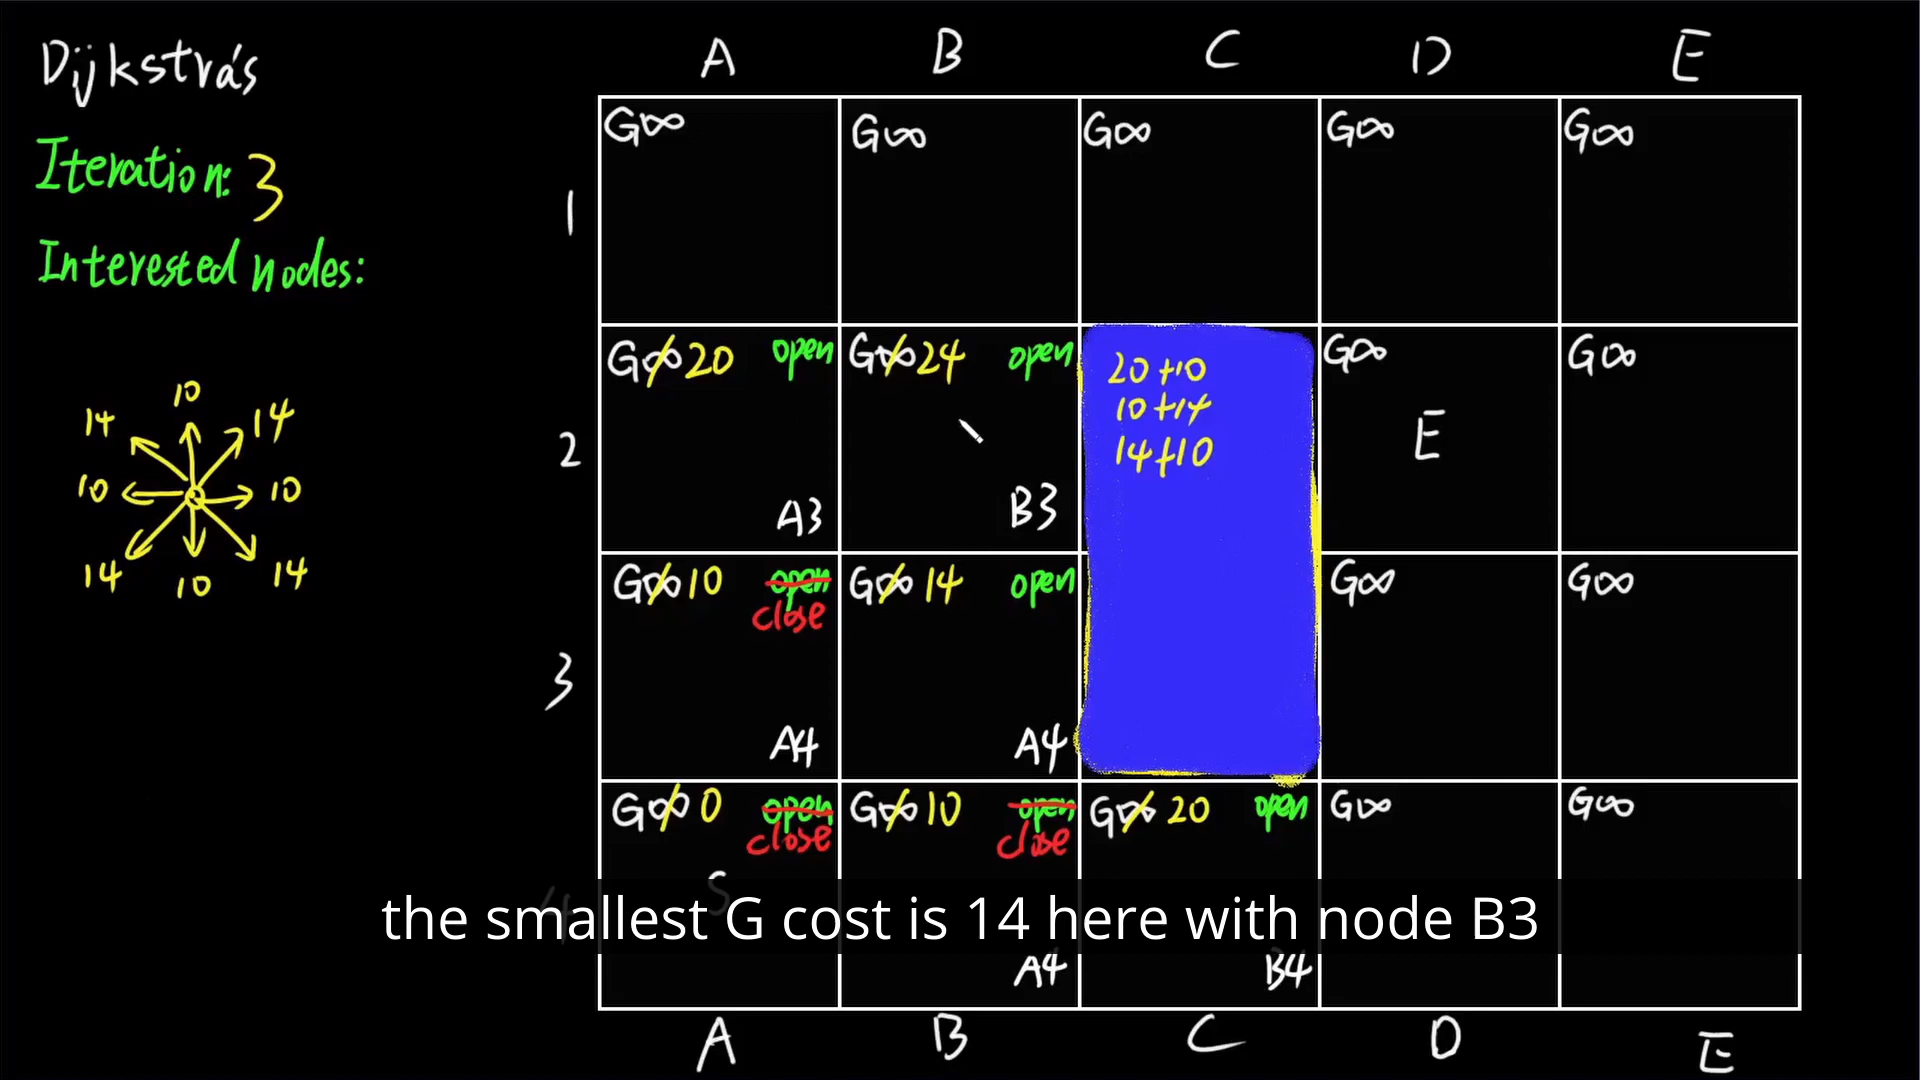 Dijkstra's
Iteration: 3
Interested nodes:
10
14 14
10 10
14 14
10
A B C D E
1
G∞ G∞ G∞ G∞ G∞
2
G∞ 20 open G∞ 24 open 20+10 G∞ G∞
10+14
14+10
E
A3 B3
3
G∞ 10 open G∞ 14 open G∞ G∞
close
A4 A4
G∞ 0 open G∞ 10 open G∞ 20 open G∞ G∞
close close
S
the smallest G cost is 14 here with node B3
A4 B4
A B C D E